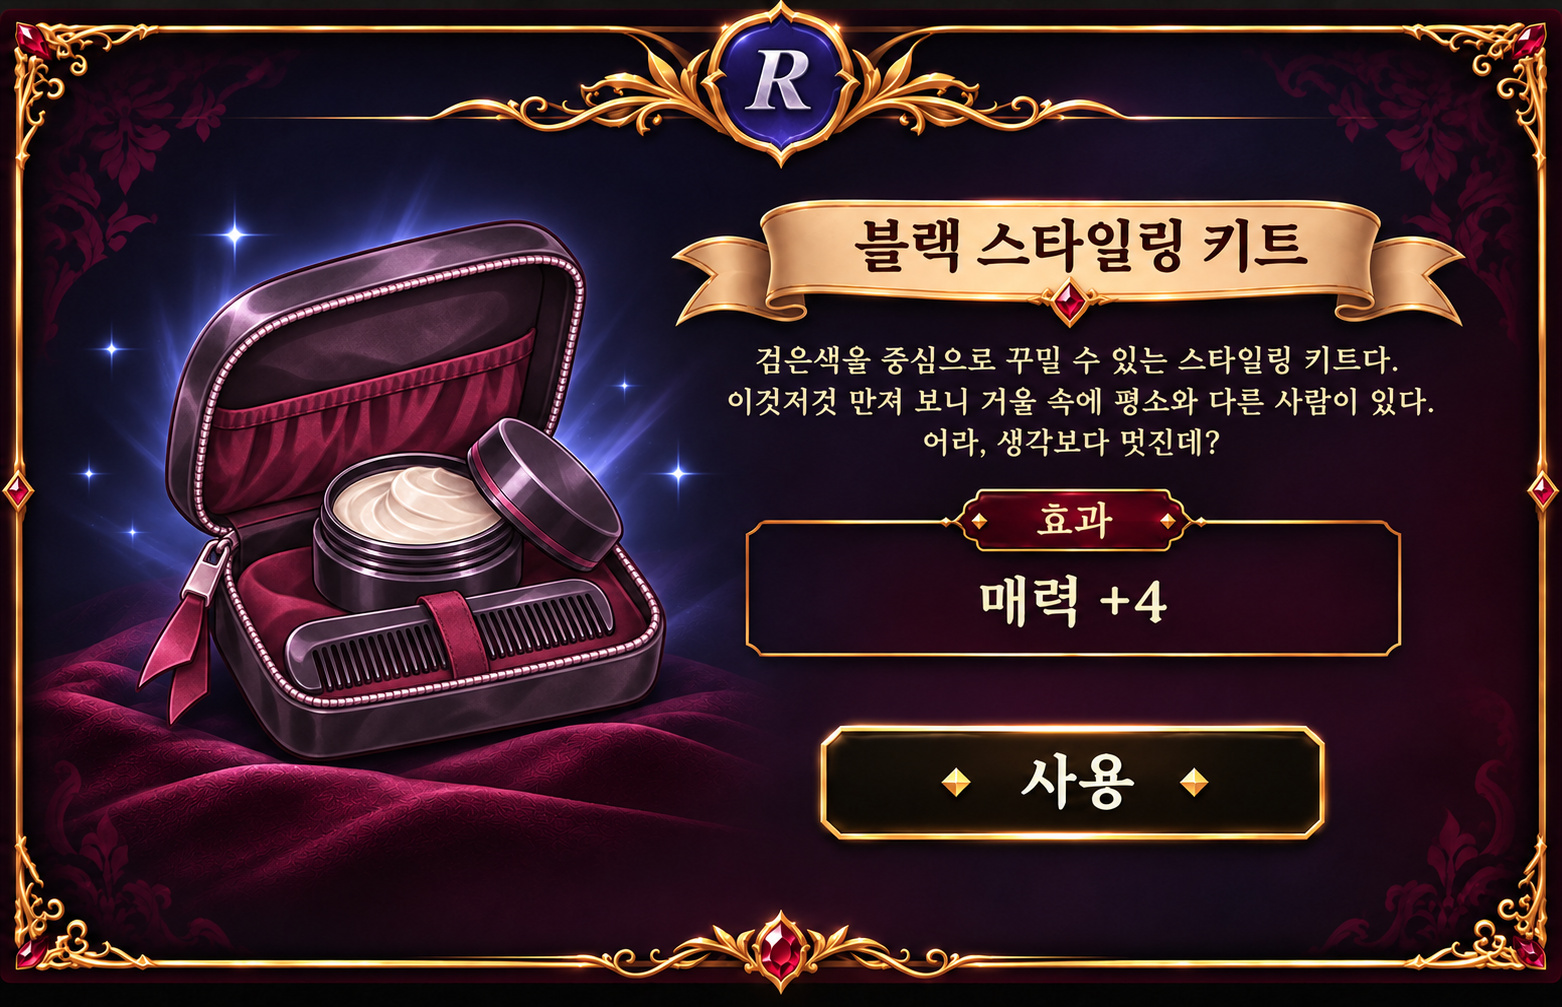 R
블랙 스타일링 키트
검은색을 중심으로 꾸밀 수 있는 스타일링 키트다.
이것저것 만져 보니 거울 속에 평소와 다른 사람이 있다.
어라, 생각보다 멋진데?
효과
매력 +4
사용